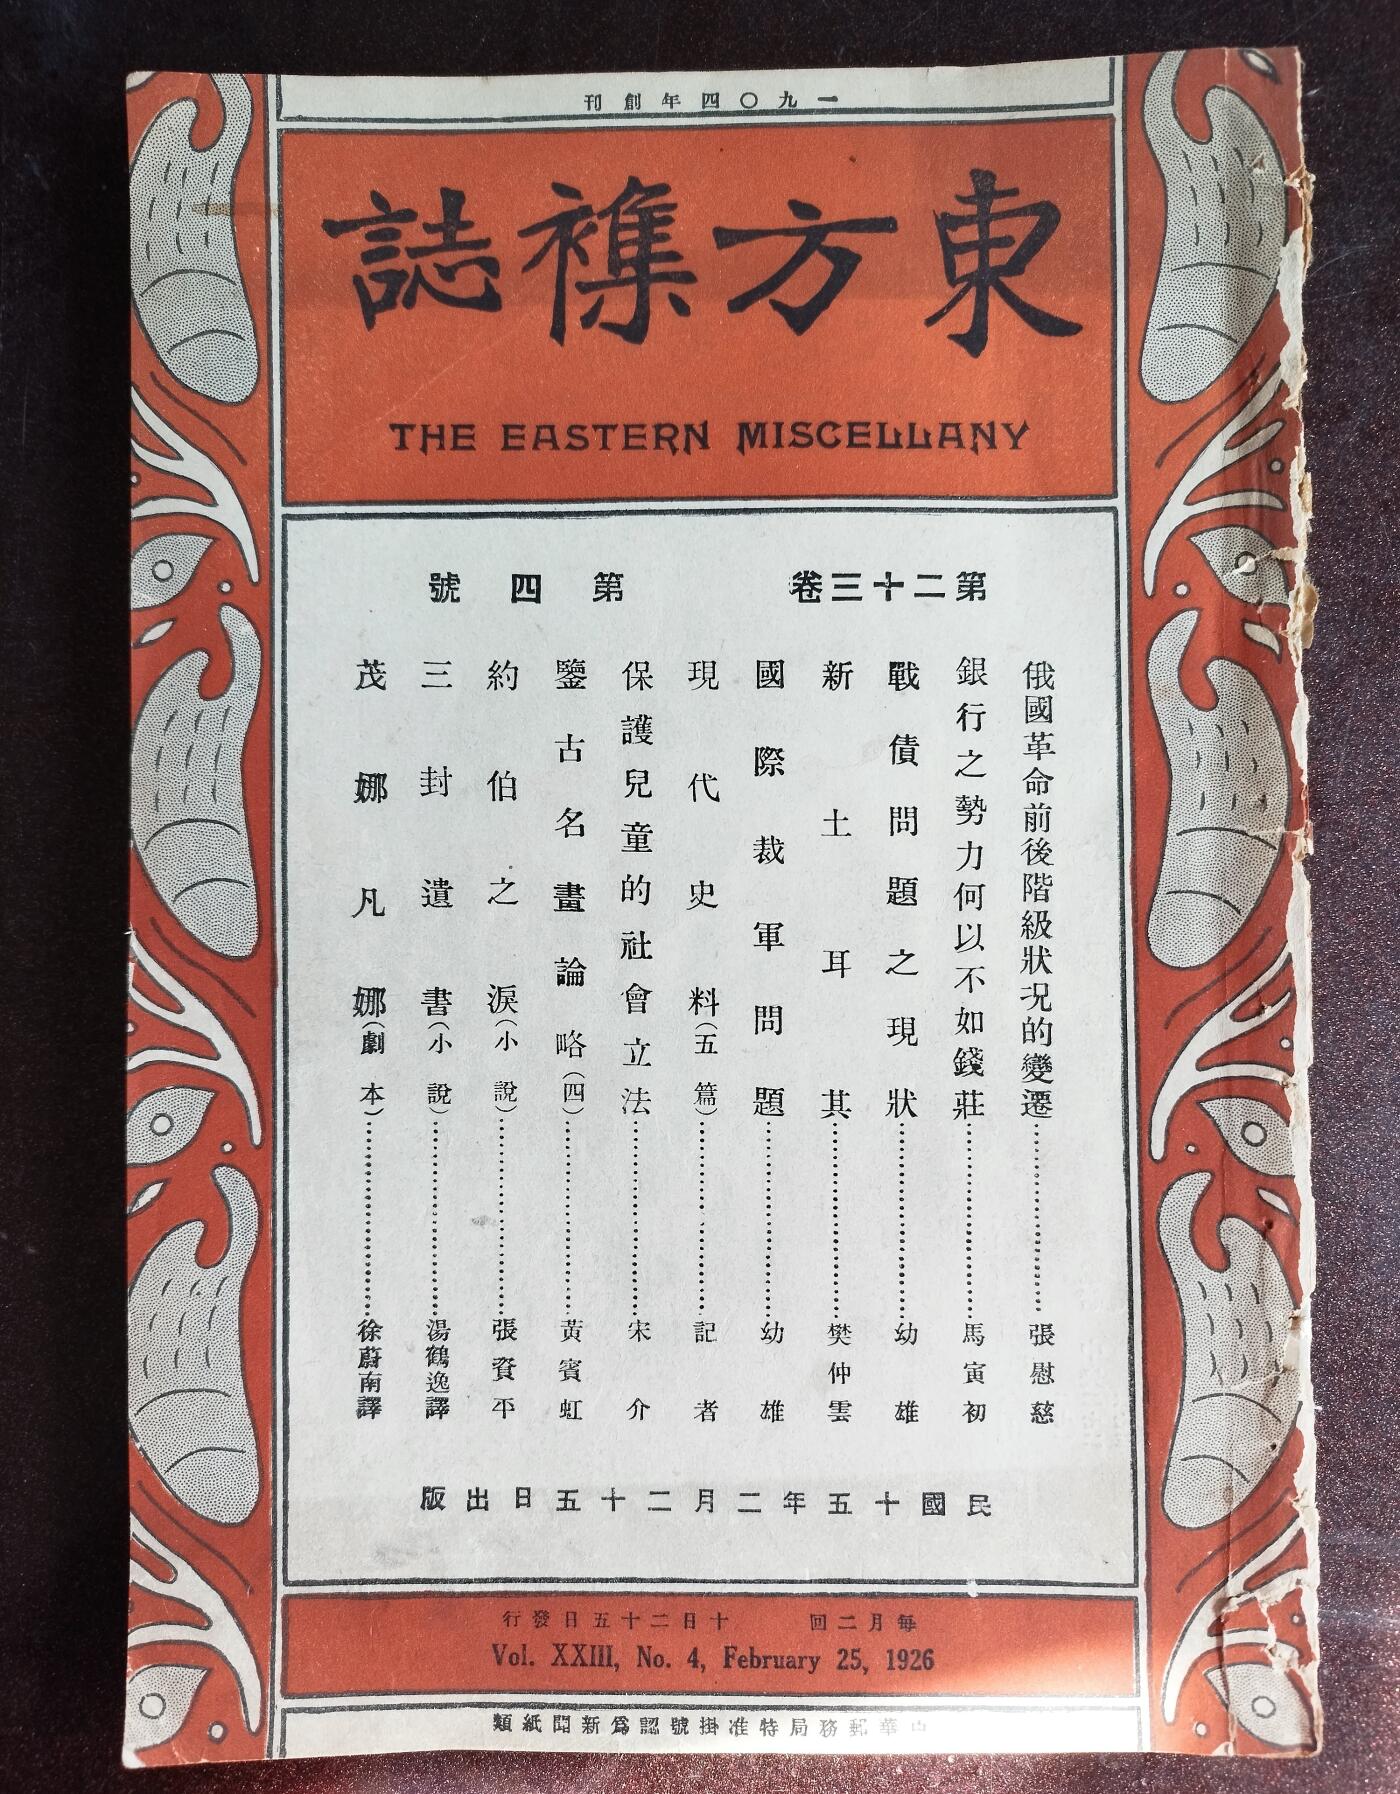 一九〇四年創刊
東方襍誌
THE EASTERN MISCELLANY
第二十三卷 第四號
俄國革命前後階級狀况的變遷……張慰慈
銀行之勢力何以不如錢莊……馬寅初
戰債問題之現狀……幼雄
新土耳其……樊仲雲
國際裁軍問題……幼雄
現代史料(五篇)……記者
保護兒童的社會立法……宋介
鑒古名畫論略(四)……黃賓虹
約伯之淚(小說)……張資平
三封遺書(小說)……湯鶴逸譯
茂娜凡娜(劇本)……徐蔚南譯
民國十五年二月二十五日出版
每月二回 十日二十五日發行
Vol. XXIII, No. 4, February 25, 1926
中華郵務局特准掛號認爲新聞紙類